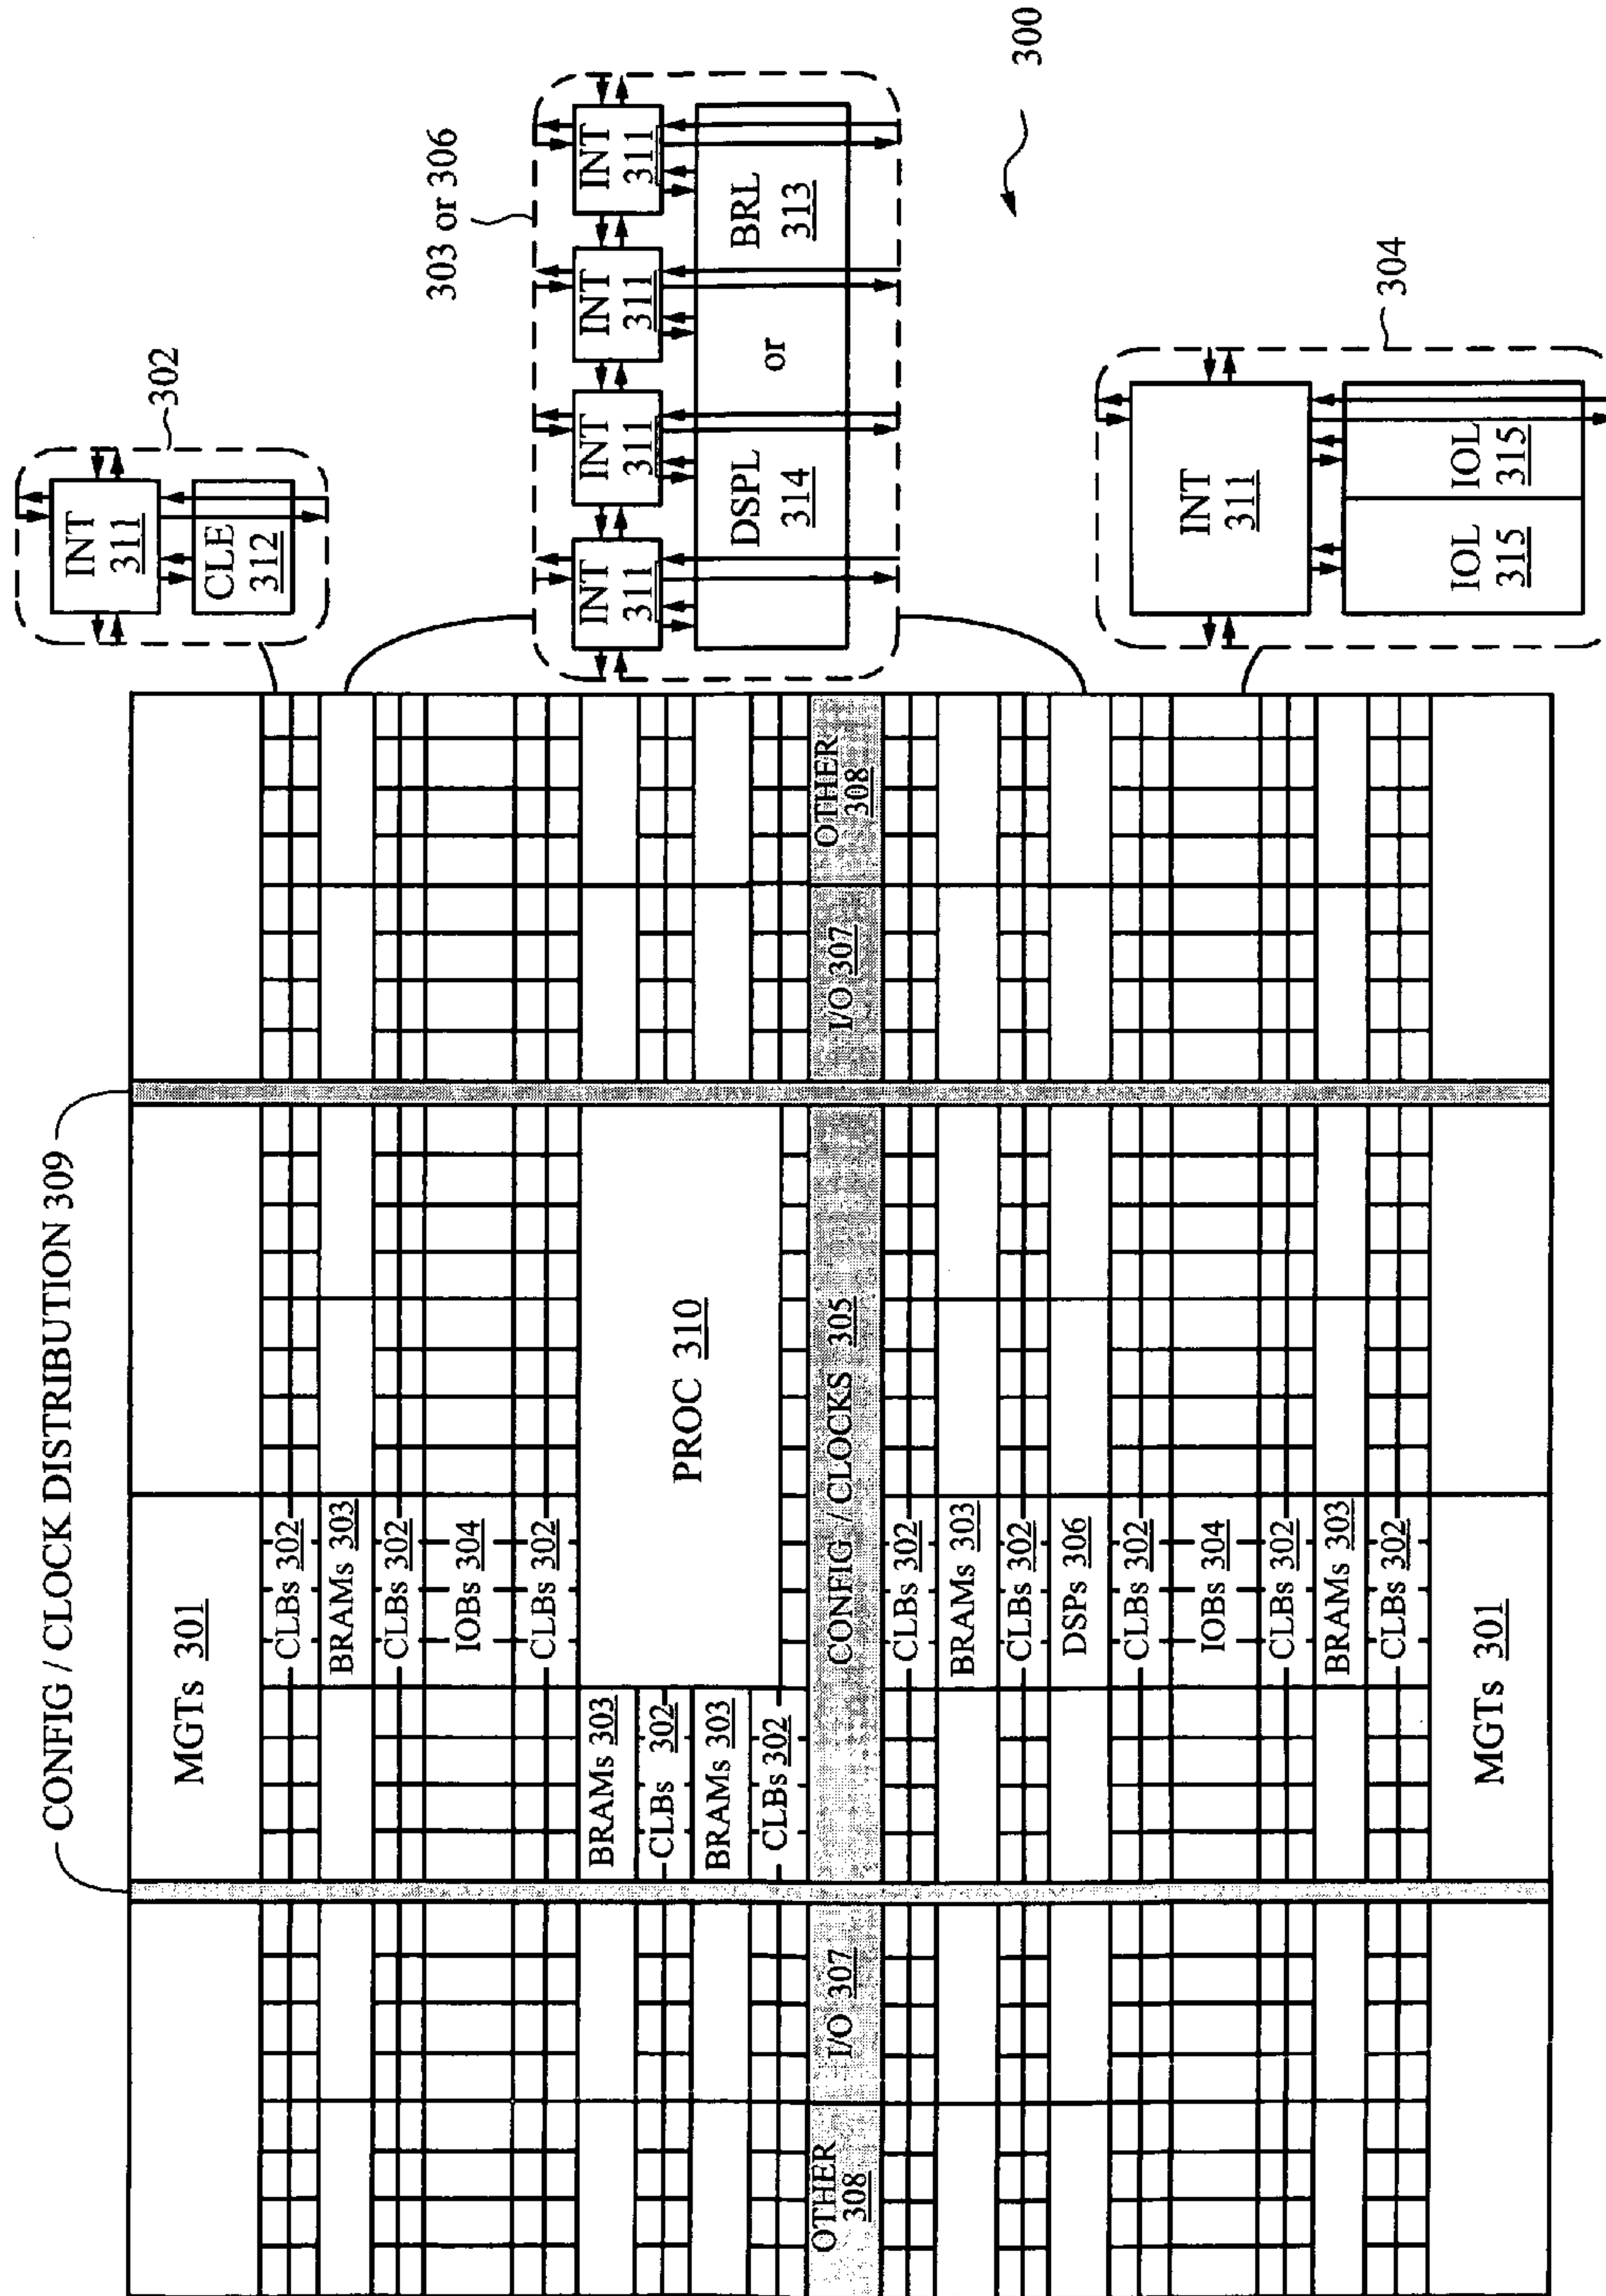 CONFIG / CLOCK DISTRIBUTION 309
MGTs 301
CLBs 302
BRAMs 303
CLBs 302
IOBs 304
CLBs 302
BRAMs 303
CLBs 302
BRAMs 303
CLBs 302
PROC 310
OTHER
308
I/O 307
CONFIG / CLOCKS 305
I/O 307
OTHER
308
CLBs 302
BRAMs 303
CLBs 302
DSPs 306
CLBs 302
IOBs 304
CLBs 302
BRAMs 303
CLBs 302
MGTs 301
302
INT
311
CLE
312
303 or 306
INT
311
INT
311
INT
311
INT
311
DSPL
314
or
BRL
313
300
304
INT
311
IOL
315
IOL
315